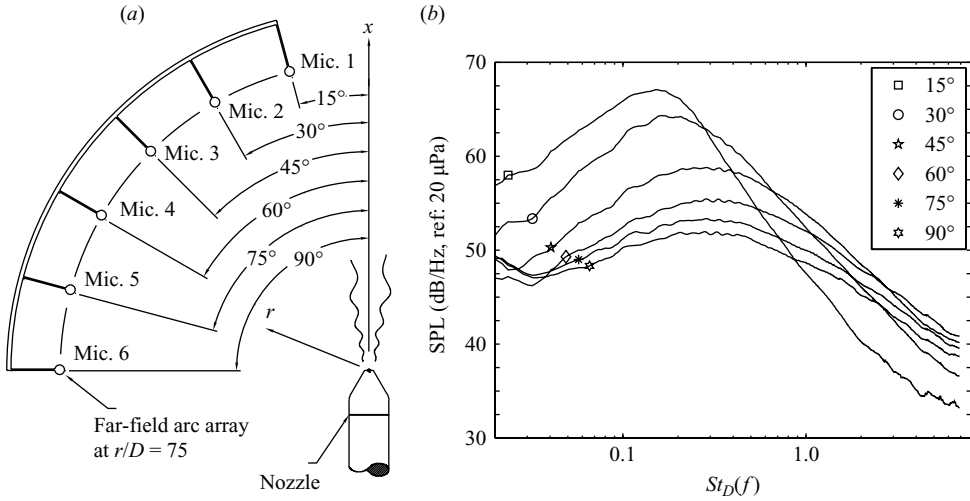 (a)
x
Mic. 1
Mic. 2
Mic. 3
Mic. 4
Mic. 5
Mic. 6
15°
30°
45°
60°
75°
90°
r
Far-field arc array
at r/D = 75
Nozzle
(b)
SPL (dB/Hz, ref: 20 μPa)
70
60
50
40
30
0.1
1.0
St_D(f)
15°
30°
45°
60°
75°
90°